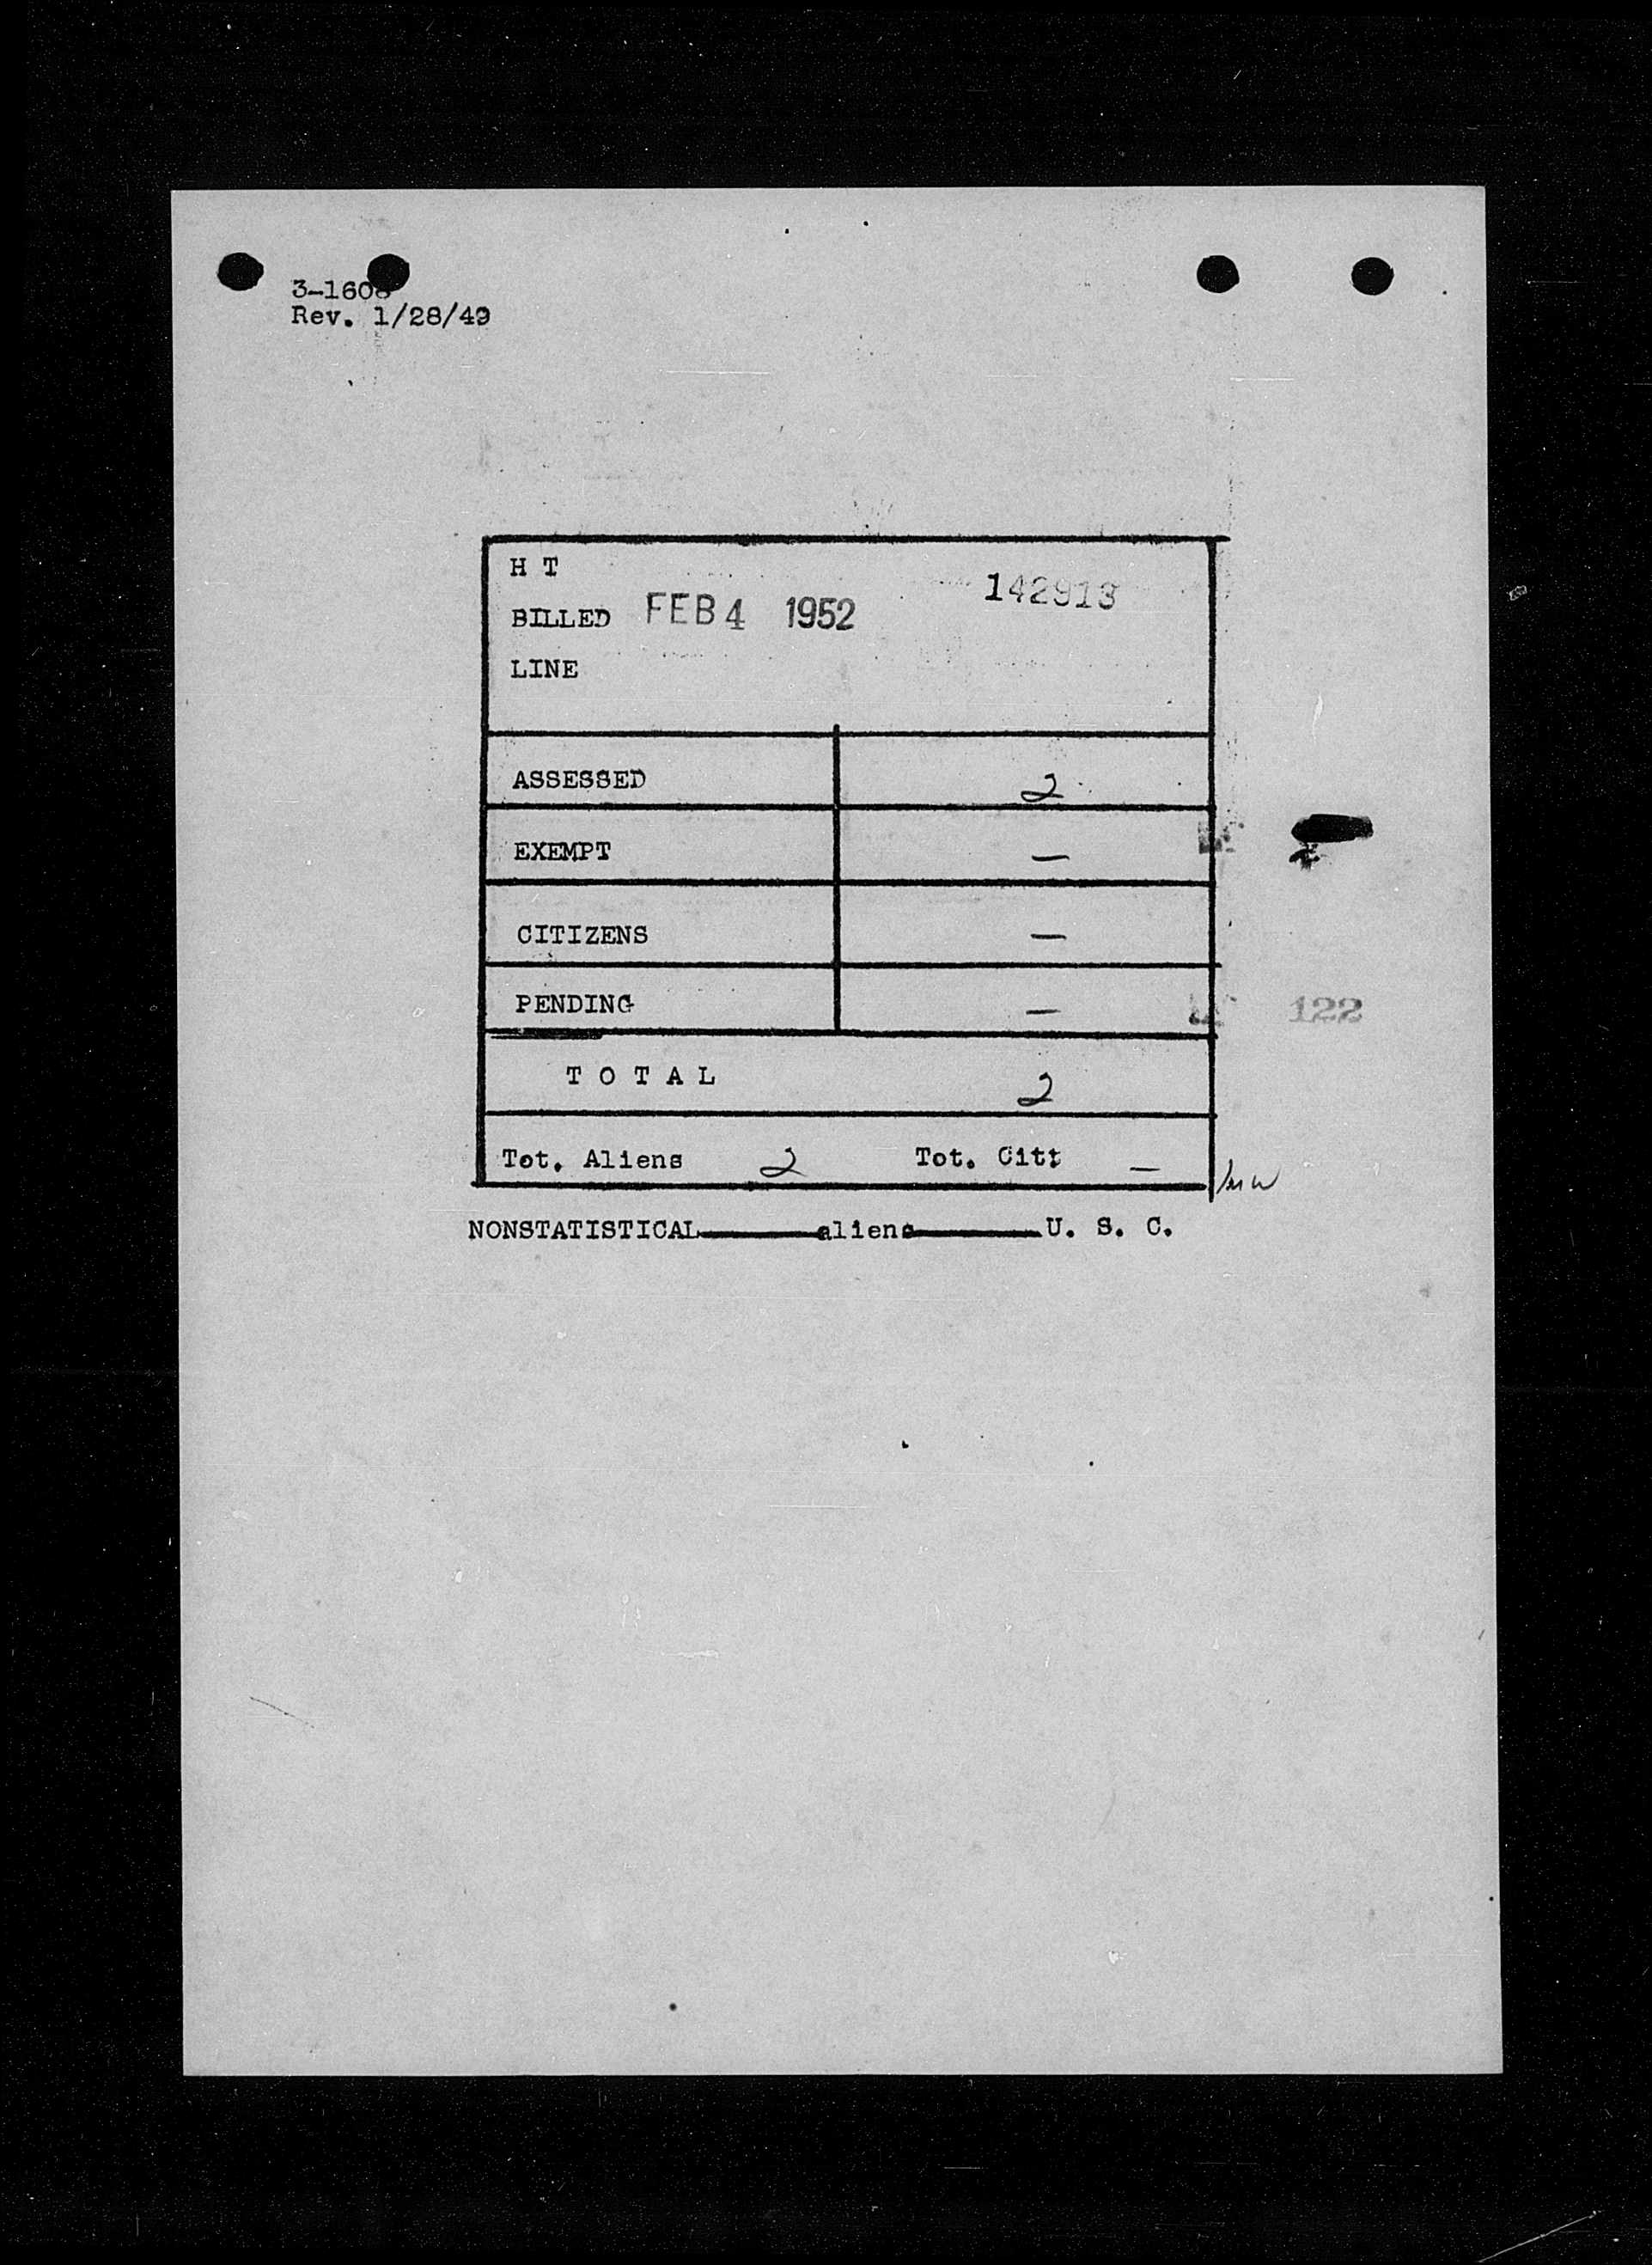 3-1608
Rev. 1/28/49
H T
142913
BILLED FEB 4 1952
LINE
ASSESSED 2
EXEMPT —
CITIZENS —
PENDING —
122
T O T A L 2
Tot. Aliens 2 Tot. Citz —
NONSTATISTICAL aliens U. S. C.